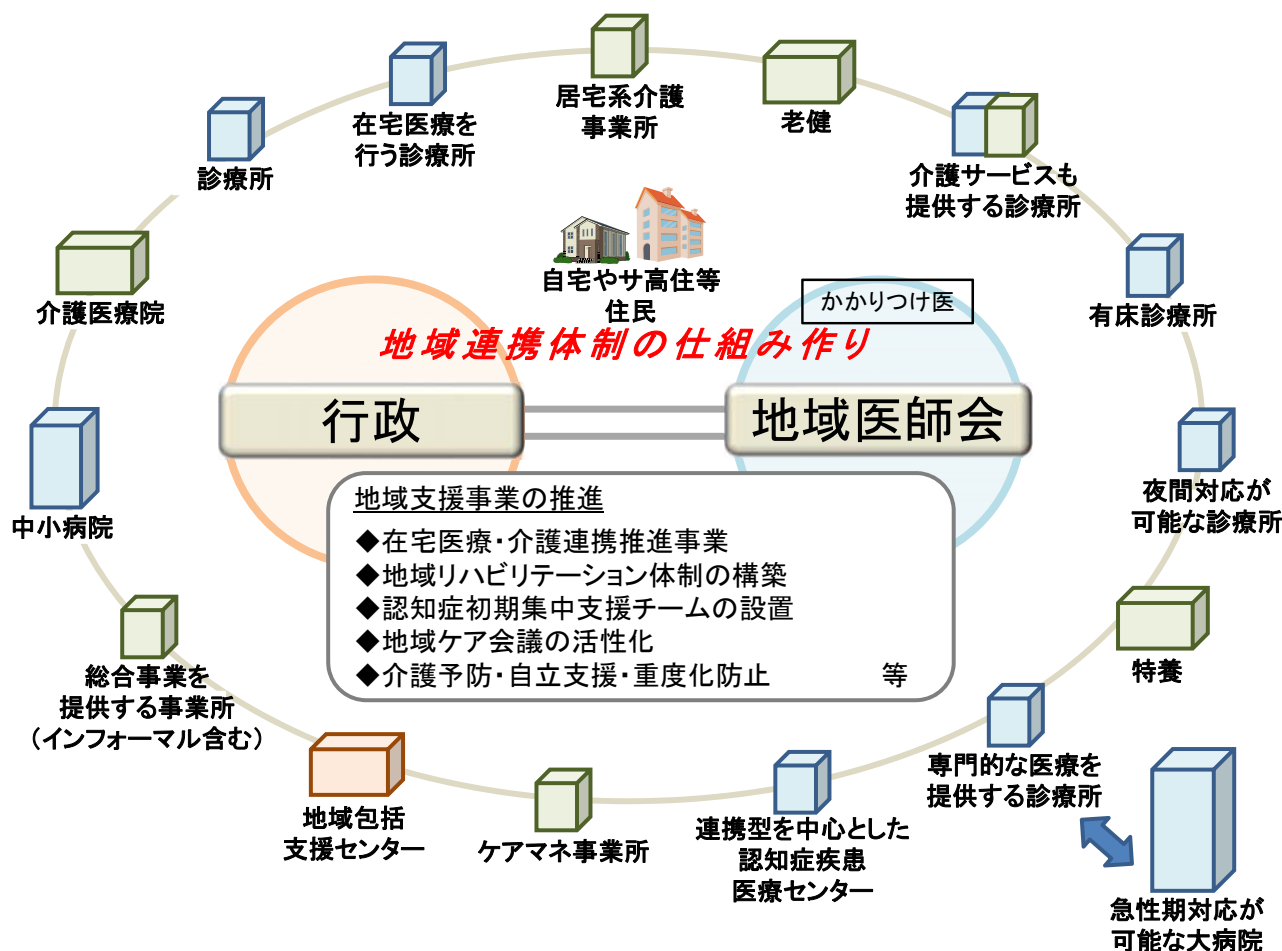 居宅系介護
事業所
老健
在宅医療を
行う診療所
診療所
介護サービスも
提供する診療所
自宅やサ高住等
住民
介護医療院
かかりつけ医
有床診療所
地域連携体制の仕組み作り
行政
地域医師会
中小病院
夜間対応が
可能な診療所
地域支援事業の推進
◆在宅医療・介護連携推進事業
◆地域リハビリテーション体制の構築
◆認知症初期集中支援チームの設置
◆地域ケア会議の活性化
◆介護予防・自立支援・重度化防止 等
特養
総合事業を
提供する事業所
（インフォーマル含む）
専門的な医療を
提供する診療所
地域包括
支援センター
ケアマネ事業所
連携型を中心とした
認知症疾患
医療センター
急性期対応が
可能な大病院